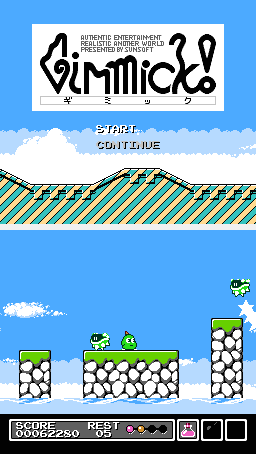 AUTHENTIC ENTERTAINMENT
REALISTIC ANOTHER WORLD
PRESENTED BY SUNSOFT
Gimmick!
ギミック
START
CONTINUE
SCORE REST
00062280 05